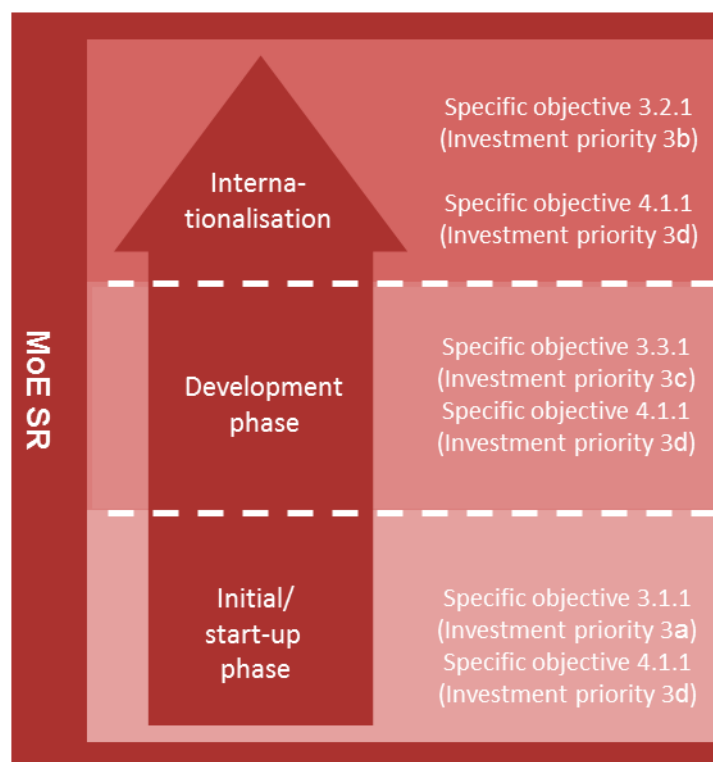 MoE SR
Interna-
tionalisation
Specific objective 3.2.1
(Investment priority 3b)
Specific objective 4.1.1
(Investment priority 3d)
Development
phase
Specific objective 3.3.1
(Investment priority 3c)
Specific objective 4.1.1
(Investment priority 3d)
Initial/
start-up
phase
Specific objective 3.1.1
(Investment priority 3a)
Specific objective 4.1.1
(Investment priority 3d)